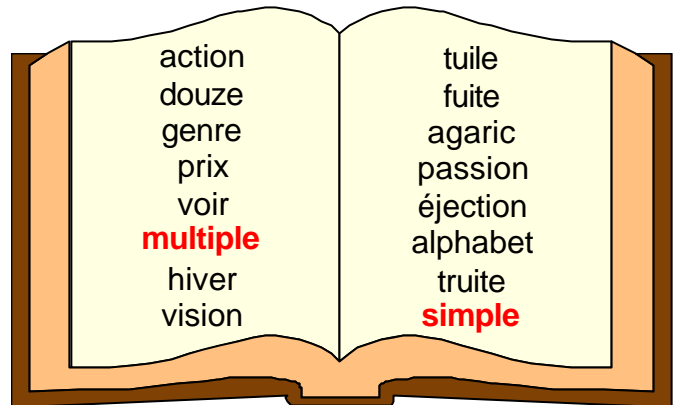 action
douze
genre
prix
voir
multiple
hiver
vision
tuile
fuite
agaric
passion
éjection
alphabet
truite
simple